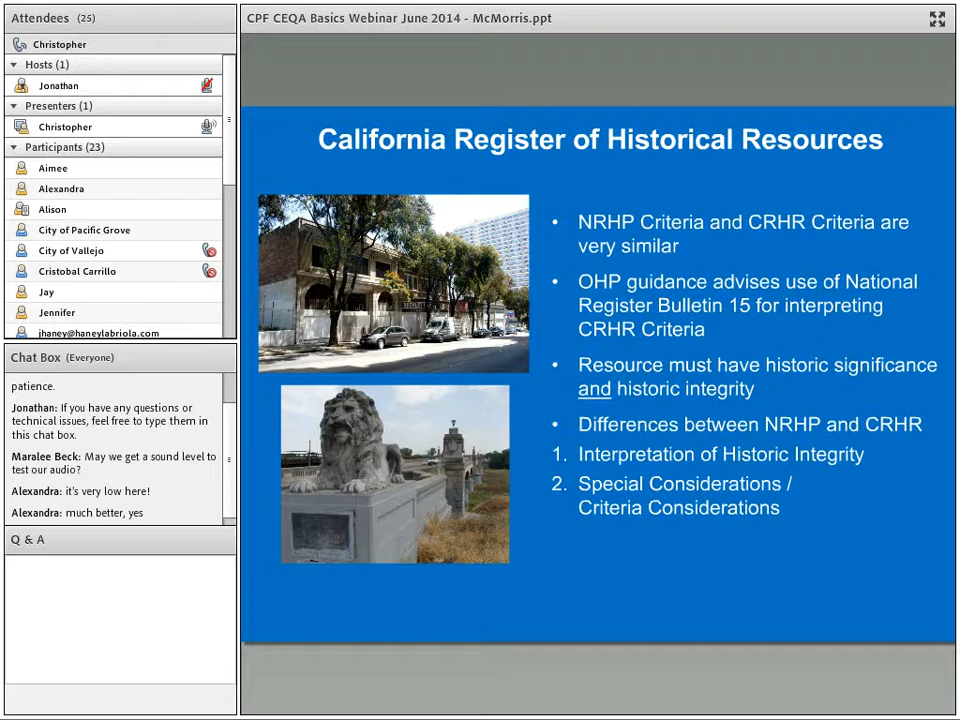 Attendees (25)
Christopher
Hosts (1)
Jonathan
Presenters (1)
Christopher
Participants (23)
Aimee
Alexandra
Alison
City of Pacific Grove
City of Vallejo
Cristobal Carrillo
Jay
Jennifer
jhaney@haneylabriola.com
Chat Box (Everyone)
patience.
Jonathan: If you have any questions or
technical issues, feel free to type them in
this chat box.
Maralee Beck: May we get a sound level to
test our audio?
Alexandra: it's very low here!
Alexandra: much better, yes
Q & A
CPF CEQA Basics Webinar June 2014 - McMorris.ppt
California Register of Historical Resources
• NRHP Criteria and CRHR Criteria are
very similar
• OHP guidance advises use of National
Register Bulletin 15 for interpreting
CRHR Criteria
• Resource must have historic significance
and historic integrity
• Differences between NRHP and CRHR
1. Interpretation of Historic Integrity
2. Special Considerations /
Criteria Considerations